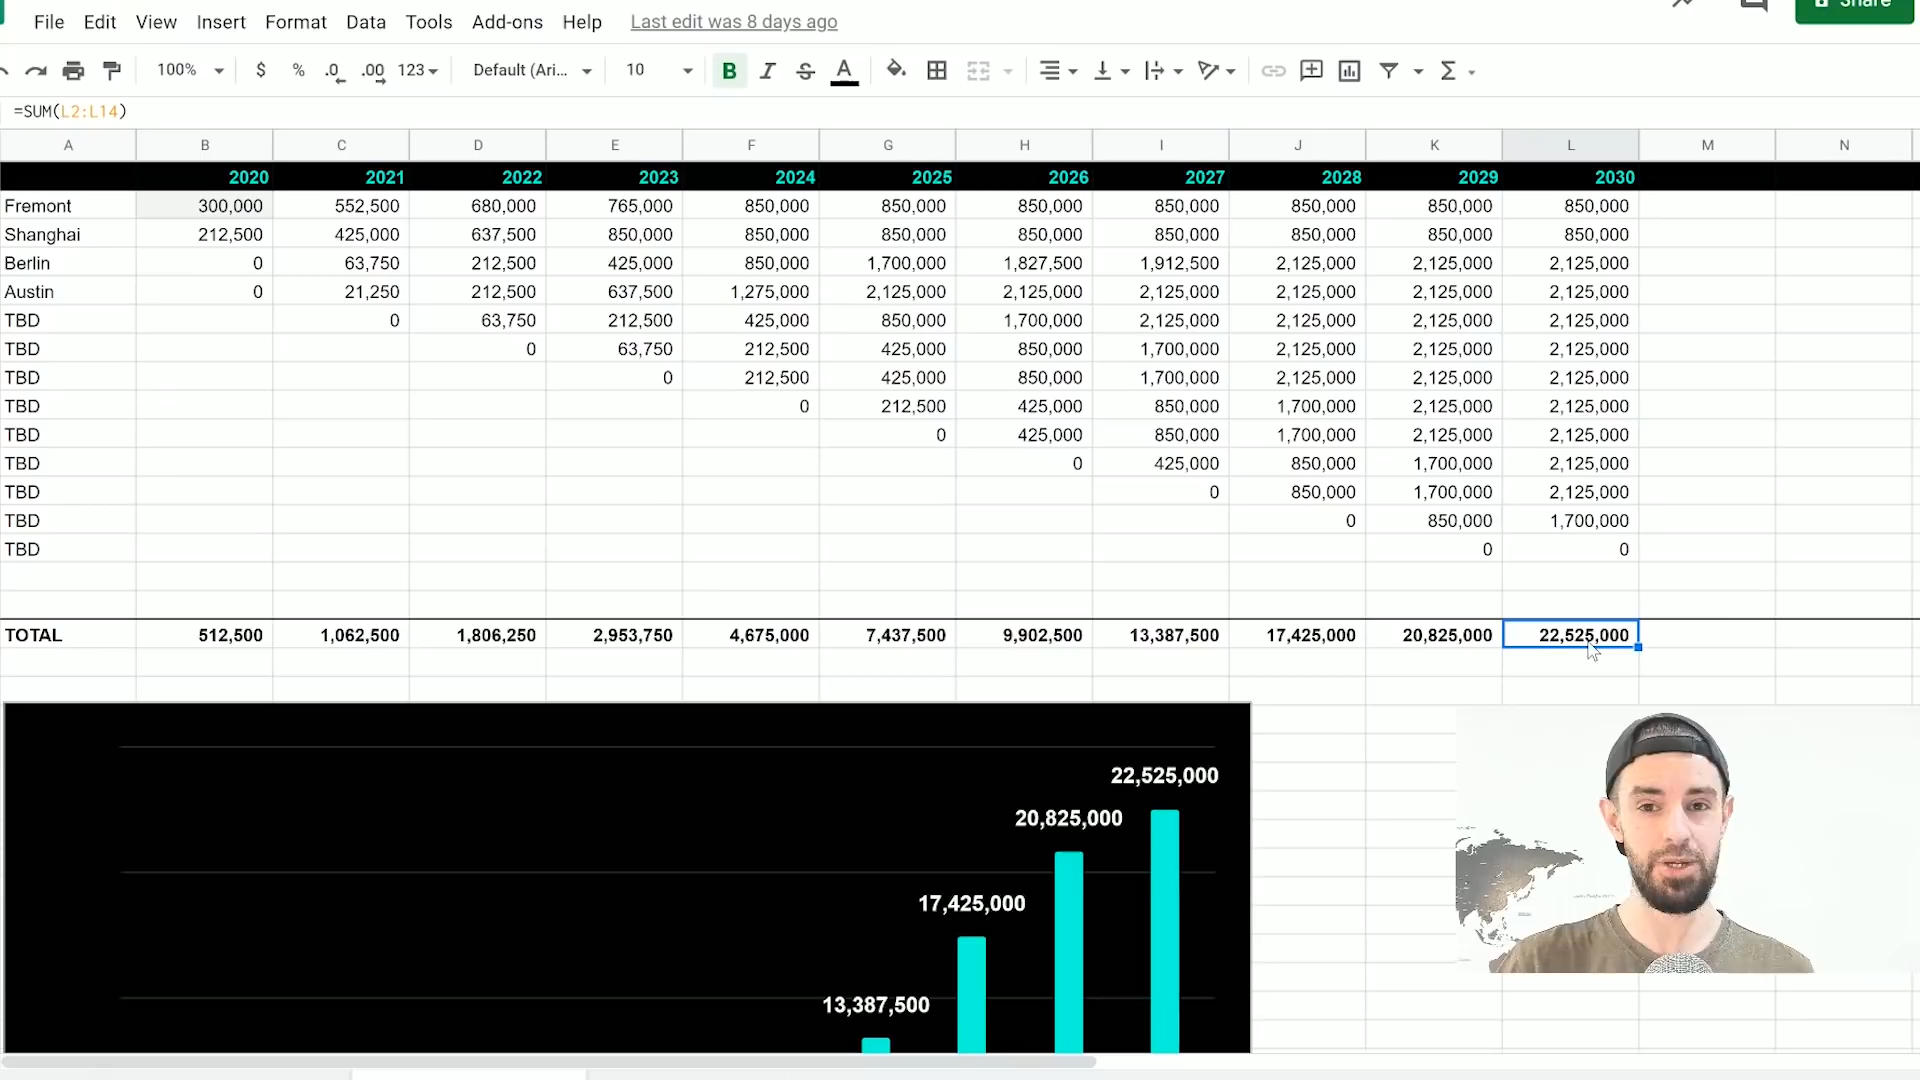 Share
File Edit View Insert Format Data Tools Add-ons Help Last edit was 8 days ago
100% $ % .0 .00 123 Default (Ari... 10 B I S A Σ
=SUM(L2:L14)
A B C D E F G H I J K L M N
2020 2021 2022 2023 2024 2025 2026 2027 2028 2029 2030
Fremont 300,000 552,500 680,000 765,000 850,000 850,000 850,000 850,000 850,000 850,000 850,000
Shanghai 212,500 425,000 637,500 850,000 850,000 850,000 850,000 850,000 850,000 850,000 850,000
Berlin 0 63,750 212,500 425,000 850,000 1,700,000 1,827,500 1,912,500 2,125,000 2,125,000 2,125,000
Austin 0 21,250 212,500 637,500 1,275,000 2,125,000 2,125,000 2,125,000 2,125,000 2,125,000 2,125,000
TBD 0 63,750 212,500 425,000 850,000 1,700,000 2,125,000 2,125,000 2,125,000 2,125,000
TBD 0 63,750 212,500 425,000 850,000 1,700,000 2,125,000 2,125,000 2,125,000
TBD 0 212,500 425,000 850,000 1,700,000 2,125,000 2,125,000 2,125,000
TBD 0 212,500 425,000 850,000 1,700,000 2,125,000 2,125,000
TBD 0 425,000 850,000 1,700,000 2,125,000 2,125,000
TBD 0 425,000 850,000 1,700,000 2,125,000
TBD 0 850,000 1,700,000 2,125,000
TBD 0 850,000 1,700,000
TBD 0 0
TOTAL 512,500 1,062,500 1,806,250 2,953,750 4,675,000 7,437,500 9,902,500 13,387,500 17,425,000 20,825,000 22,525,000
22,525,000
20,825,000
17,425,000
13,387,500